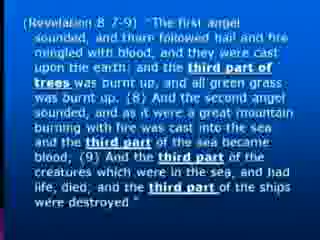 (Revelation 8 7-9) "The first angel
sounded, and there followed hail and fire
mingled with blood, and they were cast
upon the earth: and the third part of
trees was burnt up, and all green grass
was burnt up. (8) And the second angel
sounded, and as it were a great mountain
burning with fire was cast into the sea
and the third part of the sea became
blood; (9) And the third part of the
creatures which were in the sea, and had
life, died; and the third part of the ships
were destroyed"